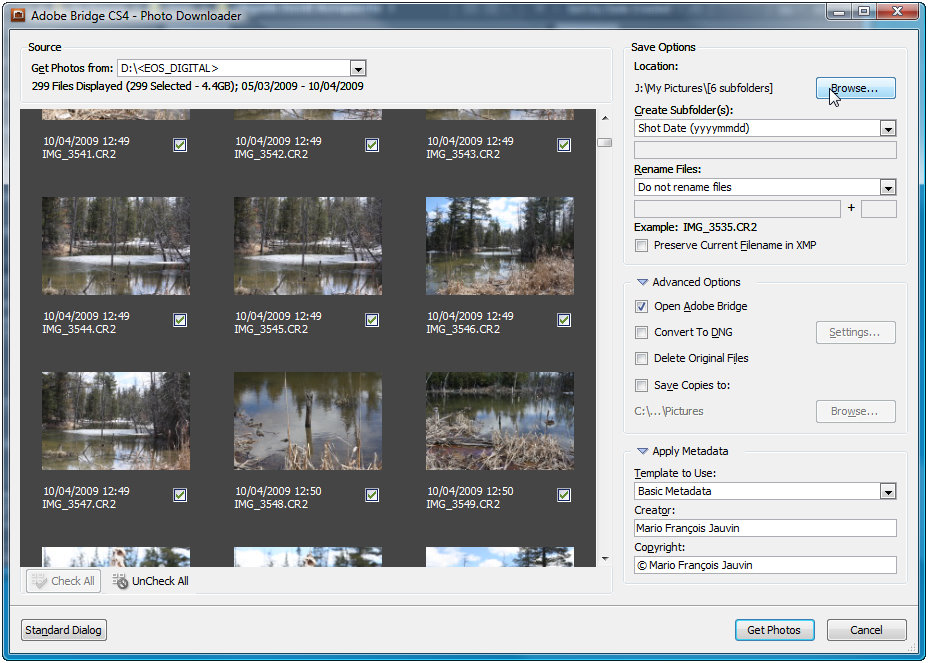 Adobe Bridge CS4 - Photo Downloader
Source
Get Photos from: D:\<EOS_DIGITAL>
299 Files Displayed (299 Selected - 4.4GB); 05/03/2009 - 10/04/2009
10/04/2009 12:49
IMG_3541.CR2
10/04/2009 12:49
IMG_3542.CR2
10/04/2009 12:49
IMG_3543.CR2
10/04/2009 12:49
IMG_3544.CR2
10/04/2009 12:49
IMG_3545.CR2
10/04/2009 12:49
IMG_3546.CR2
10/04/2009 12:49
IMG_3547.CR2
10/04/2009 12:50
IMG_3548.CR2
10/04/2009 12:50
IMG_3549.CR2
Check All
UnCheck All
Save Options
Location:
J:\My Pictures\[6 subfolders]
Browse...
Create Subfolder(s):
Shot Date (yyyymmdd)
Rename Files:
Do not rename files
+
Example: IMG_3535.CR2
Preserve Current Filename in XMP
Advanced Options
Open Adobe Bridge
Convert To DNG
Settings...
Delete Original Files
Save Copies to:
C:\...\Pictures
Browse...
Apply Metadata
Template to Use:
Basic Metadata
Creator:
Mario François Jauvin
Copyright:
© Mario François Jauvin
Standard Dialog
Get Photos
Cancel